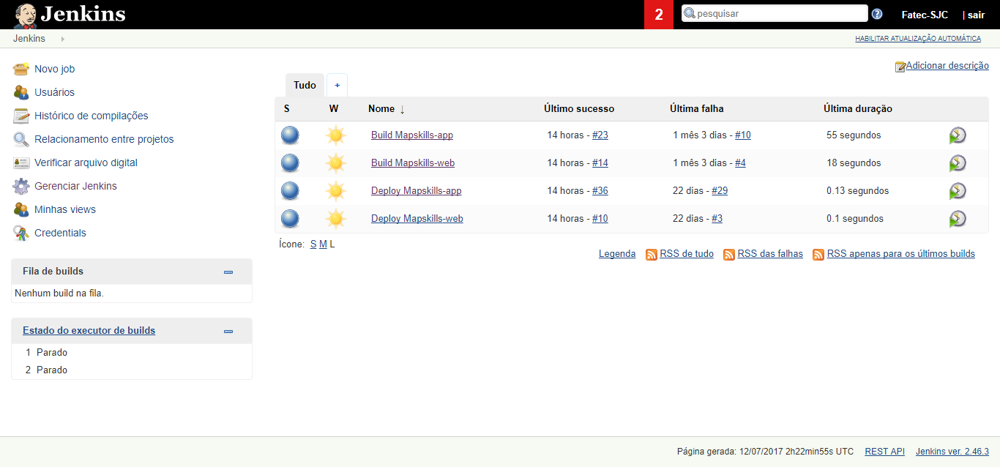 Jenkins
2
pesquisar
Fatec-SJC
| sair
Jenkins
HABILITAR ATUALIZAÇÃO AUTOMÁTICA
Novo job
Usuários
Histórico de compilações
Relacionamento entre projetos
Verificar arquivo digital
Gerenciar Jenkins
Minhas views
Credentials
Fila de builds
Nenhum build na fila.
Estado do executor de builds
1 Parado
2 Parado
Adicionar descrição
Tudo +
S W Nome ↓ Último sucesso Última falha Última duração
Build Mapskills-app 14 horas - #23 1 mês 3 dias - #10 55 segundos
Build Mapskills-web 14 horas - #14 1 mês 3 dias - #4 18 segundos
Deploy Mapskills-app 14 horas - #36 22 dias - #29 0.13 segundos
Deploy Mapskills-web 14 horas - #10 22 dias - #3 0.1 segundos
Ícone: S M L
Legenda RSS de tudo RSS das falhas RSS apenas para os últimos builds
Página gerada: 12/07/2017 2h22min55s UTC REST API Jenkins ver. 2.46.3